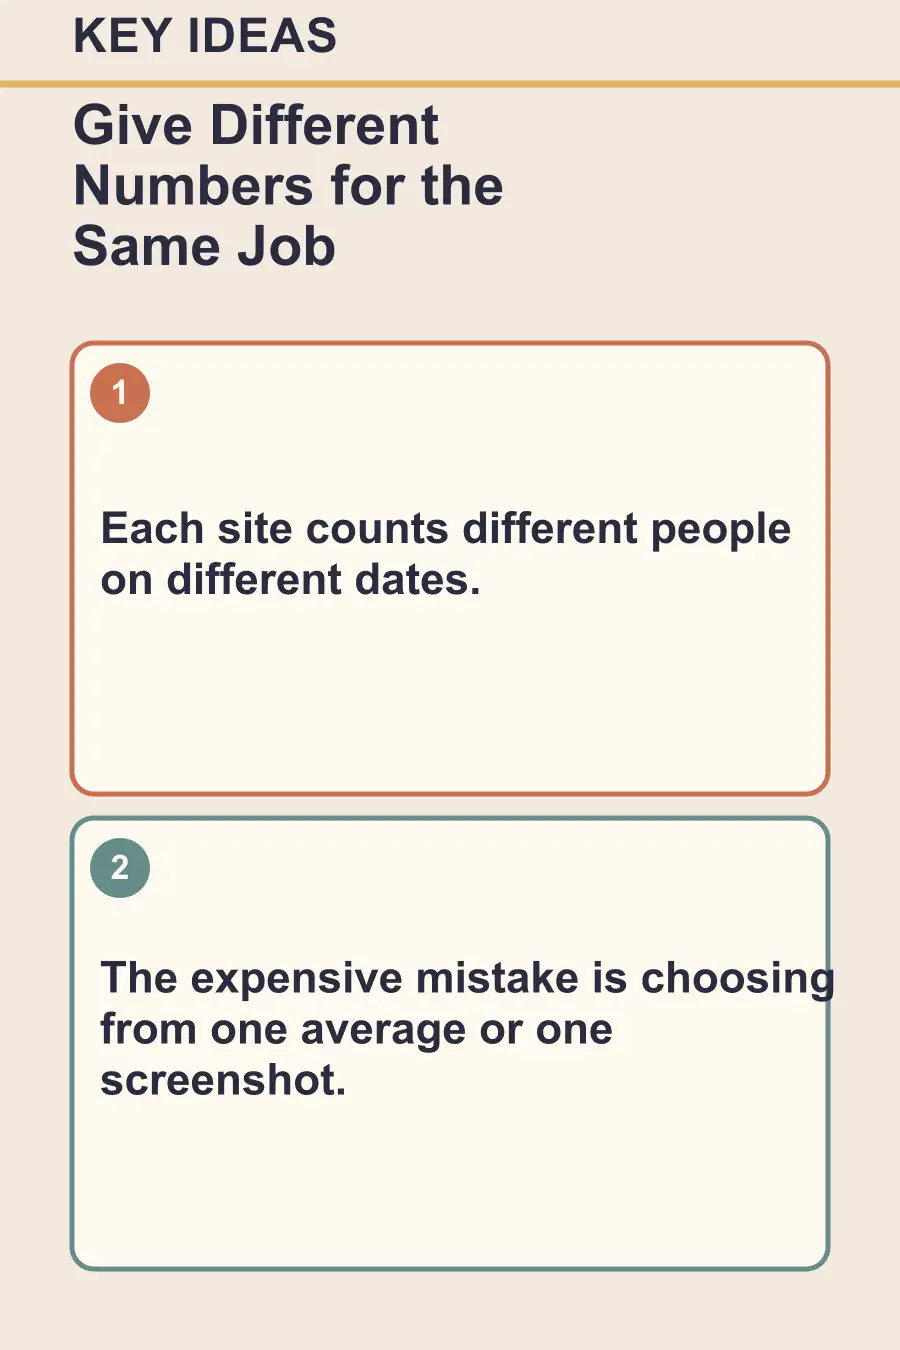 KEY IDEAS
Give Different
Numbers for the
Same Job
1
Each site counts different people
on different dates.
2
The expensive mistake is choosing
from one average or one
screenshot.